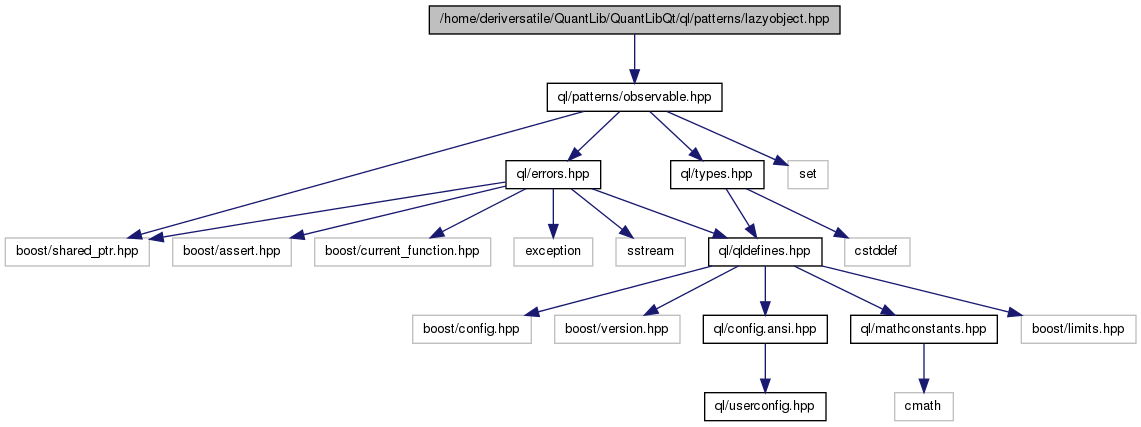 /home/deriversatile/QuantLib/QuantLibQt/ql/patterns/lazyobject.hpp
ql/patterns/observable.hpp
ql/errors.hpp
ql/types.hpp
set
boost/shared_ptr.hpp
boost/assert.hpp
boost/current_function.hpp
exception
sstream
ql/qldefines.hpp
cstddef
boost/config.hpp
boost/version.hpp
ql/config.ansi.hpp
ql/mathconstants.hpp
boost/limits.hpp
ql/userconfig.hpp
cmath